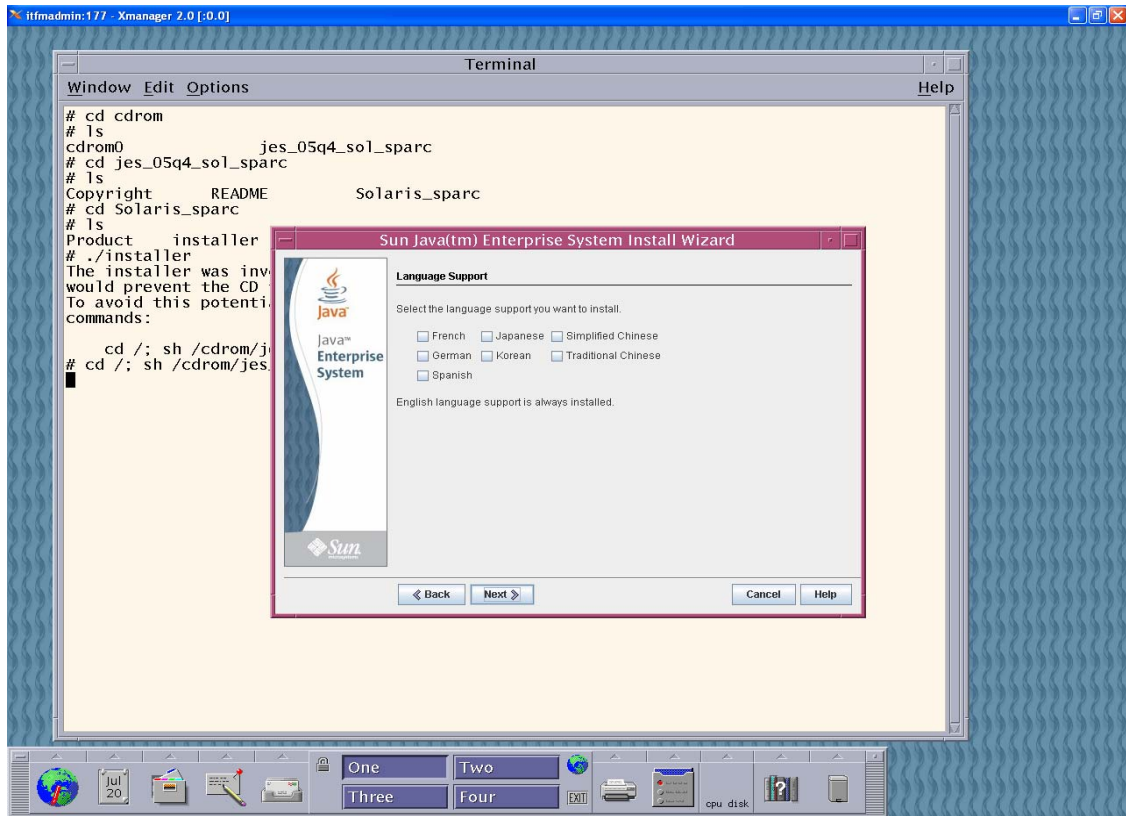 itfmadmin:177 - Xmanager 2.0 [:0.0]
Terminal
Window Edit Options Help
# cd cdrom
# ls
cdrom0 jes_05q4_sol_sparc
# cd jes_05q4_sol_sparc
# ls
Copyright README Solaris_sparc
# cd Solaris_sparc
# ls
Product installer
# ./installer
The installer was inv
would prevent the CD
To avoid this potenti
commands:
cd /; sh /cdrom/j
# cd /; sh /cdrom/jes_
Sun Java(tm) Enterprise System Install Wizard
Java
Java™
Enterprise
System
Sun
microsystems
Language Support
Select the language support you want to install.
French Japanese Simplified Chinese
German Korean Traditional Chinese
Spanish
English language support is always installed.
Back Next Cancel Help
Jul
20
One Two
Three Four
EXIT
cpu disk